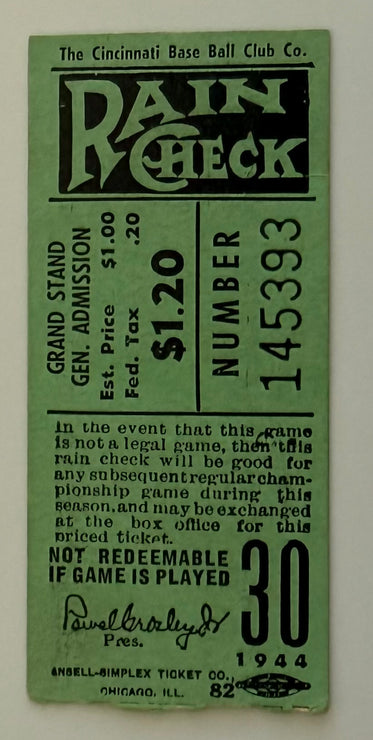 The Cincinnati Base Ball Club Co.
RAIN
CHECK
GRAND STAND
GEN. ADMISSION
Est. Price $1.00
Fed. Tax .20
$1.20
NUMBER
145393
In the event that this game
is not a legal game, then this
rain check will be good for
any subsequent regular cham-
pionship game during this
season, and may be exchanged
at the box office for this
priced ticket.
NOT REDEEMABLE
IF GAME IS PLAYED
30
Powel Crosley Jr
Pres.
1944
ANSELL-SIMPLEX TICKET CO.,
CHICAGO, ILL. 82